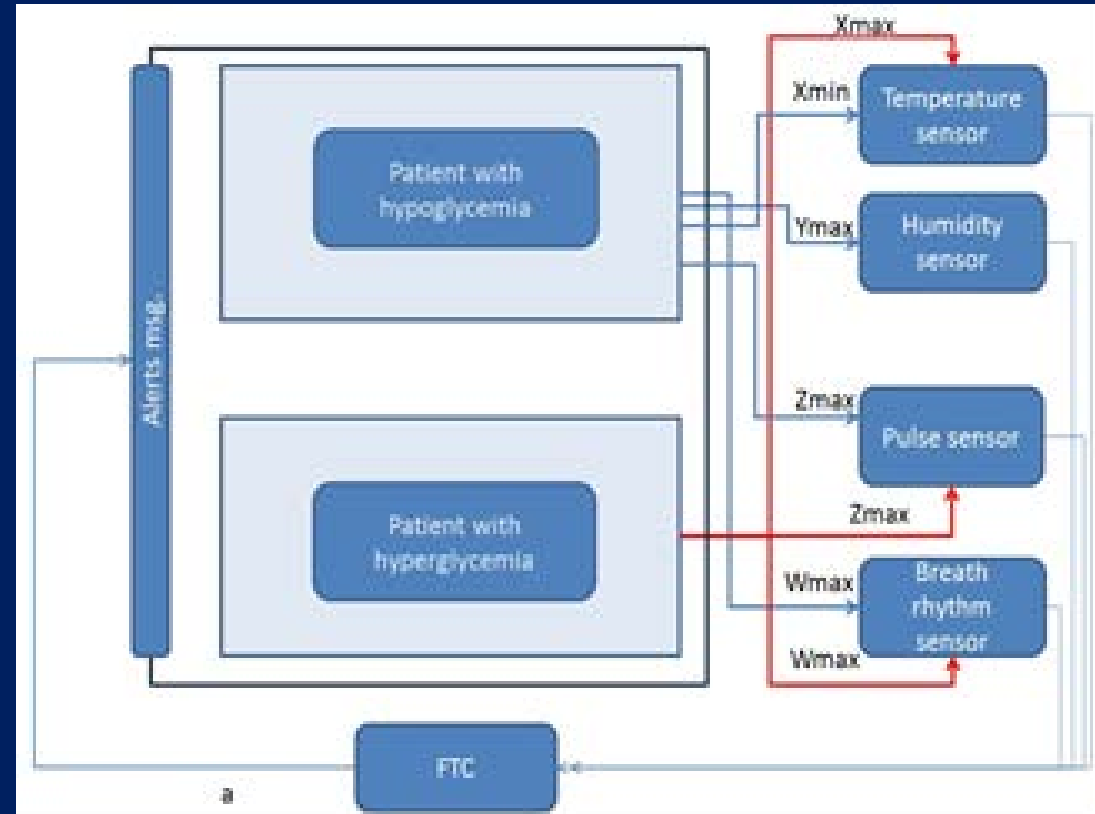 Xmax
Xmin
Temperature
sensor
Patient with
hypoglycemia
Ymax
Humidity
sensor
Alerts msg.
Zmax
Pulse sensor
Patient with
hyperglycemia
Zmax
Wmax
Breath
rhythm
sensor
Wmax
FTC
a